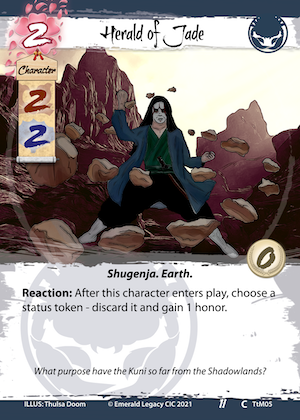 2
Herald of Jade
Character
2
2
0
Shugenja. Earth.
Reaction: After this character enters play, choose a
status token - discard it and gain 1 honor.
What purpose have the Kuni so far from the Shadowlands?
ILLUS: Thulsa Doom © Emerald Legacy CIC 2021 C TtM05